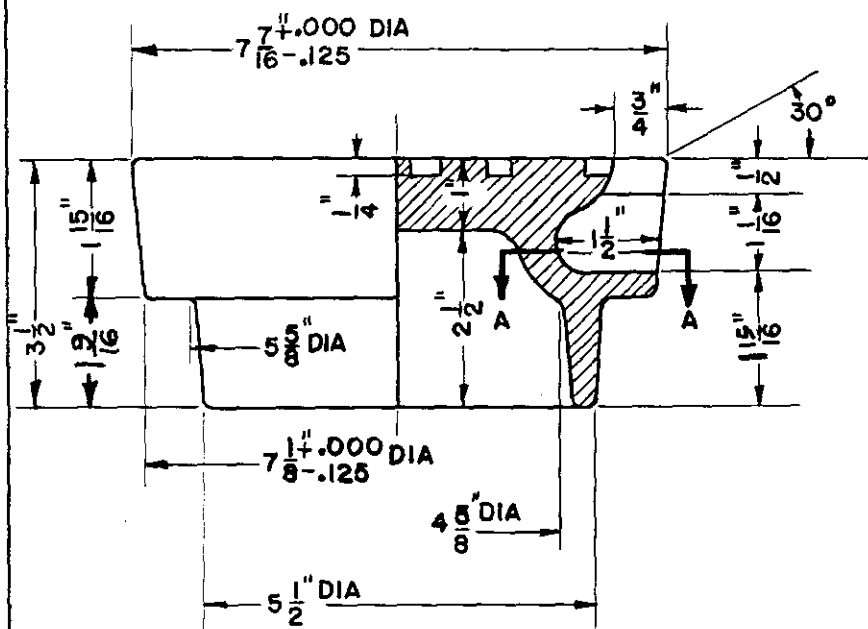 7 7/16" +.000 -.125 DIA
3/4"
30°
1/2"
1 1/16"
1 15/16"
1 15/16"
3 1/2"
1 9/16"
1/4"
1"
2 1/2"
1 1/2"
A
A
5 5/8" DIA
7 1/8" +.000 -.125 DIA
4 5/8" DIA
5 1/2" DIA